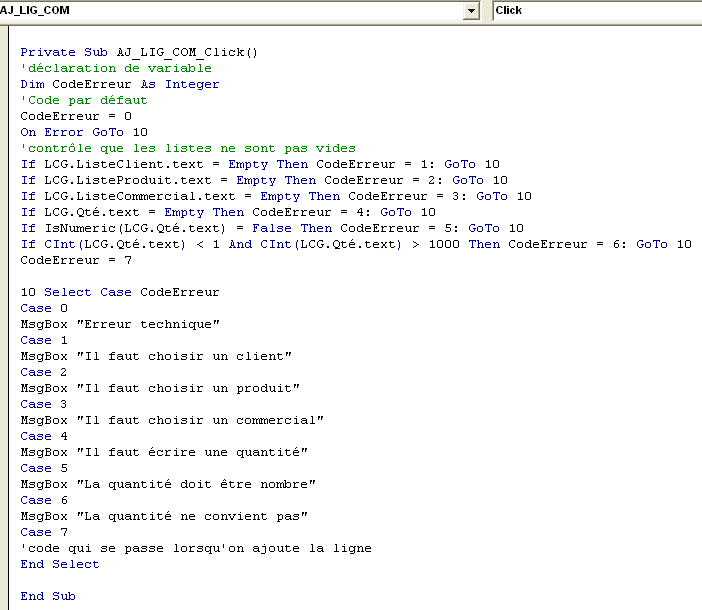 AJ_LIG_COM
Click
Private Sub AJ_LIG_COM_Click()
'déclaration de variable
Dim CodeErreur As Integer
'Code par défaut
CodeErreur = 0
On Error GoTo 10
'contrôle que les listes ne sont pas vides
If LCG.ListeClient.text = Empty Then CodeErreur = 1: GoTo 10
If LCG.ListeProduit.text = Empty Then CodeErreur = 2: GoTo 10
If LCG.ListeCommercial.text = Empty Then CodeErreur = 3: GoTo 10
If LCG.Qté.text = Empty Then CodeErreur = 4: GoTo 10
If IsNumeric(LCG.Qté.text) = False Then CodeErreur = 5: GoTo 10
If CInt(LCG.Qté.text) < 1 And CInt(LCG.Qté.text) > 1000 Then CodeErreur = 6: GoTo 10
CodeErreur = 7
10 Select Case CodeErreur
Case 0
MsgBox "Erreur technique"
Case 1
MsgBox "Il faut choisir un client"
Case 2
MsgBox "Il faut choisir un produit"
Case 3
MsgBox "Il faut choisir un commercial"
Case 4
MsgBox "Il faut écrire une quantité"
Case 5
MsgBox "La quantité doit être nombre"
Case 6
MsgBox "La quantité ne convient pas"
Case 7
'code qui se passe lorsqu'on ajoute la ligne
End Select
End Sub